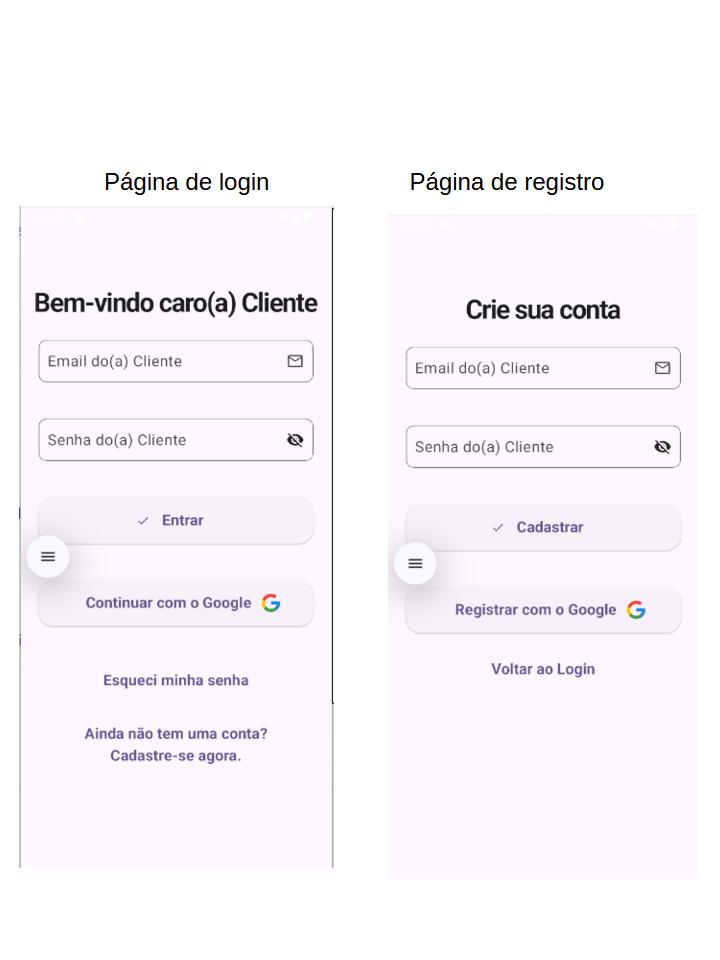 Página de login
Página de registro
Bem-vindo caro(a) Cliente
Email do(a) Cliente
Senha do(a) Cliente
Entrar
Continuar com o Google
Esqueci minha senha
Ainda não tem uma conta?
Cadastre-se agora.
Crie sua conta
Email do(a) Cliente
Senha do(a) Cliente
Cadastrar
Registrar com o Google
Voltar ao Login